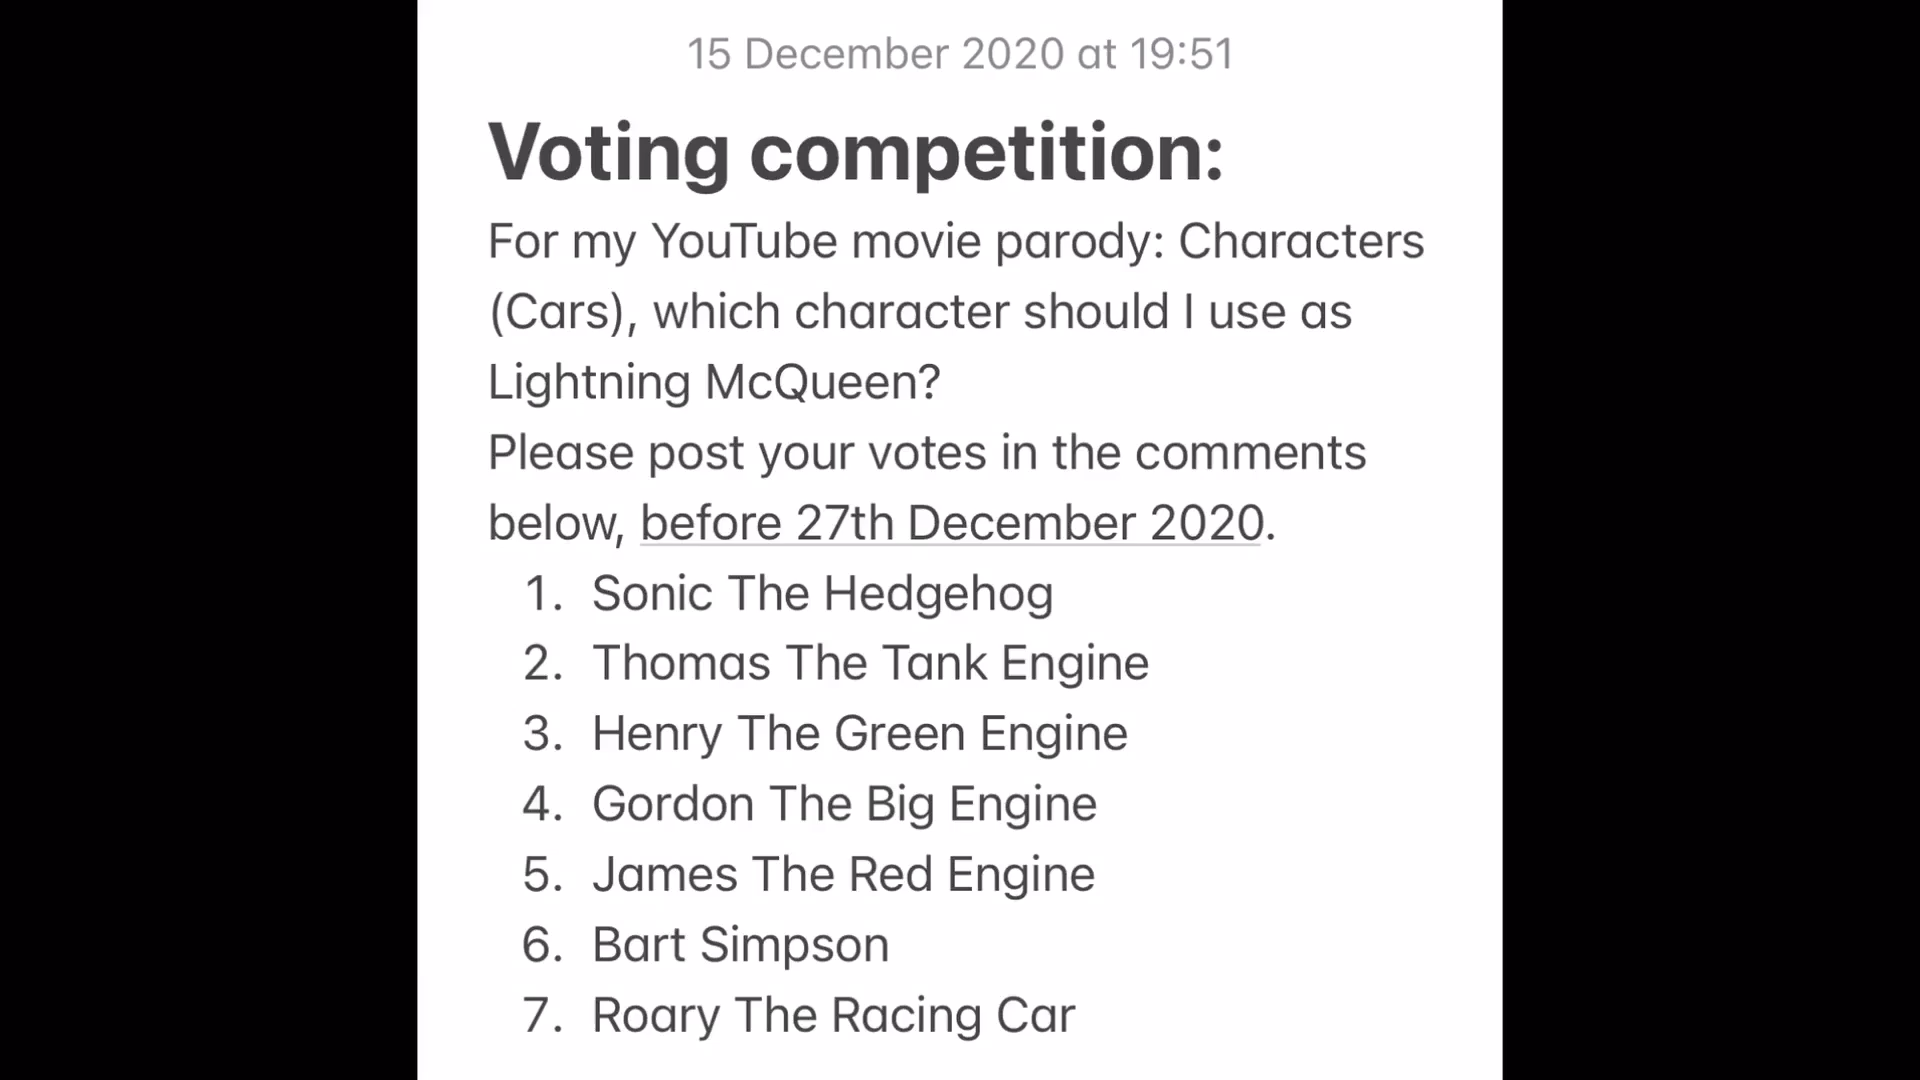 15 December 2020 at 19:51
Voting competition:
For my YouTube movie parody: Characters
(Cars), which character should I use as
Lightning McQueen?
Please post your votes in the comments
below, before 27th December 2020.
1. Sonic The Hedgehog
2. Thomas The Tank Engine
3. Henry The Green Engine
4. Gordon The Big Engine
5. James The Red Engine
6. Bart Simpson
7. Roary The Racing Car